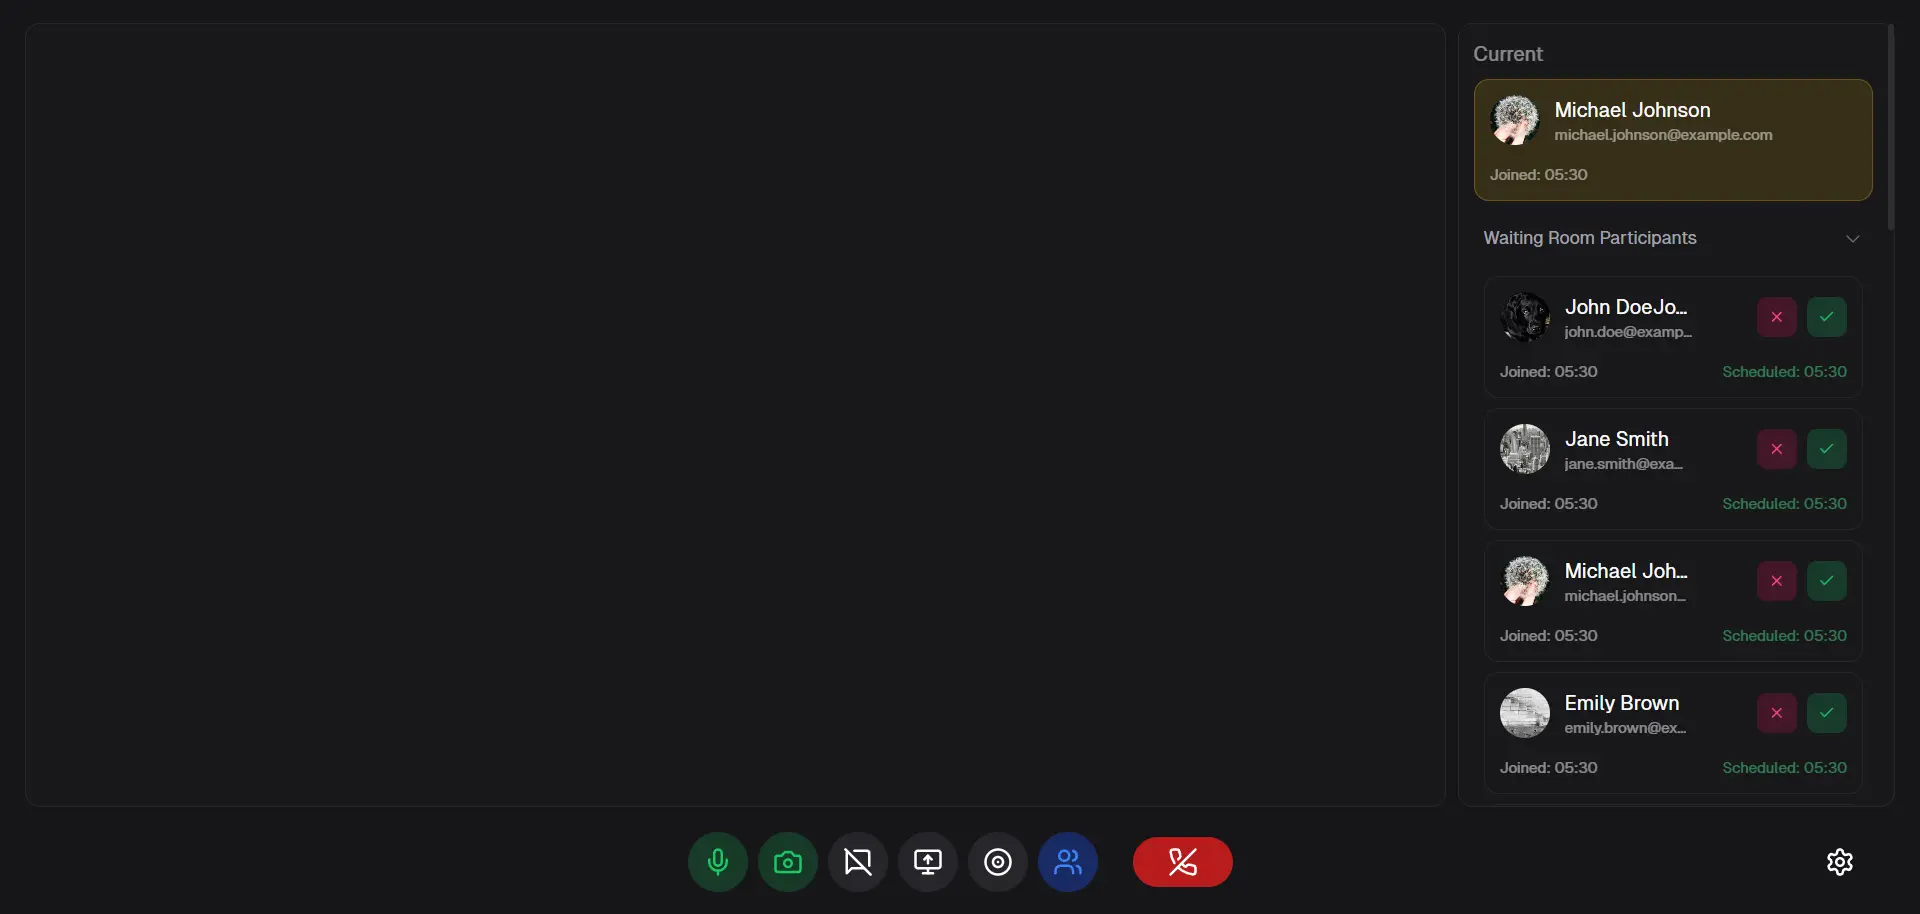 Current
Michael Johnson
michael.johnson@example.com
Joined: 05:30
Waiting Room Participants
John DoeJo...
john.doe@examp...
Joined: 05:30
Scheduled: 05:30
Jane Smith
jane.smith@exa...
Joined: 05:30
Scheduled: 05:30
Michael Joh...
michael.johnson...
Joined: 05:30
Scheduled: 05:30
Emily Brown
emily.brown@ex...
Joined: 05:30
Scheduled: 05:30